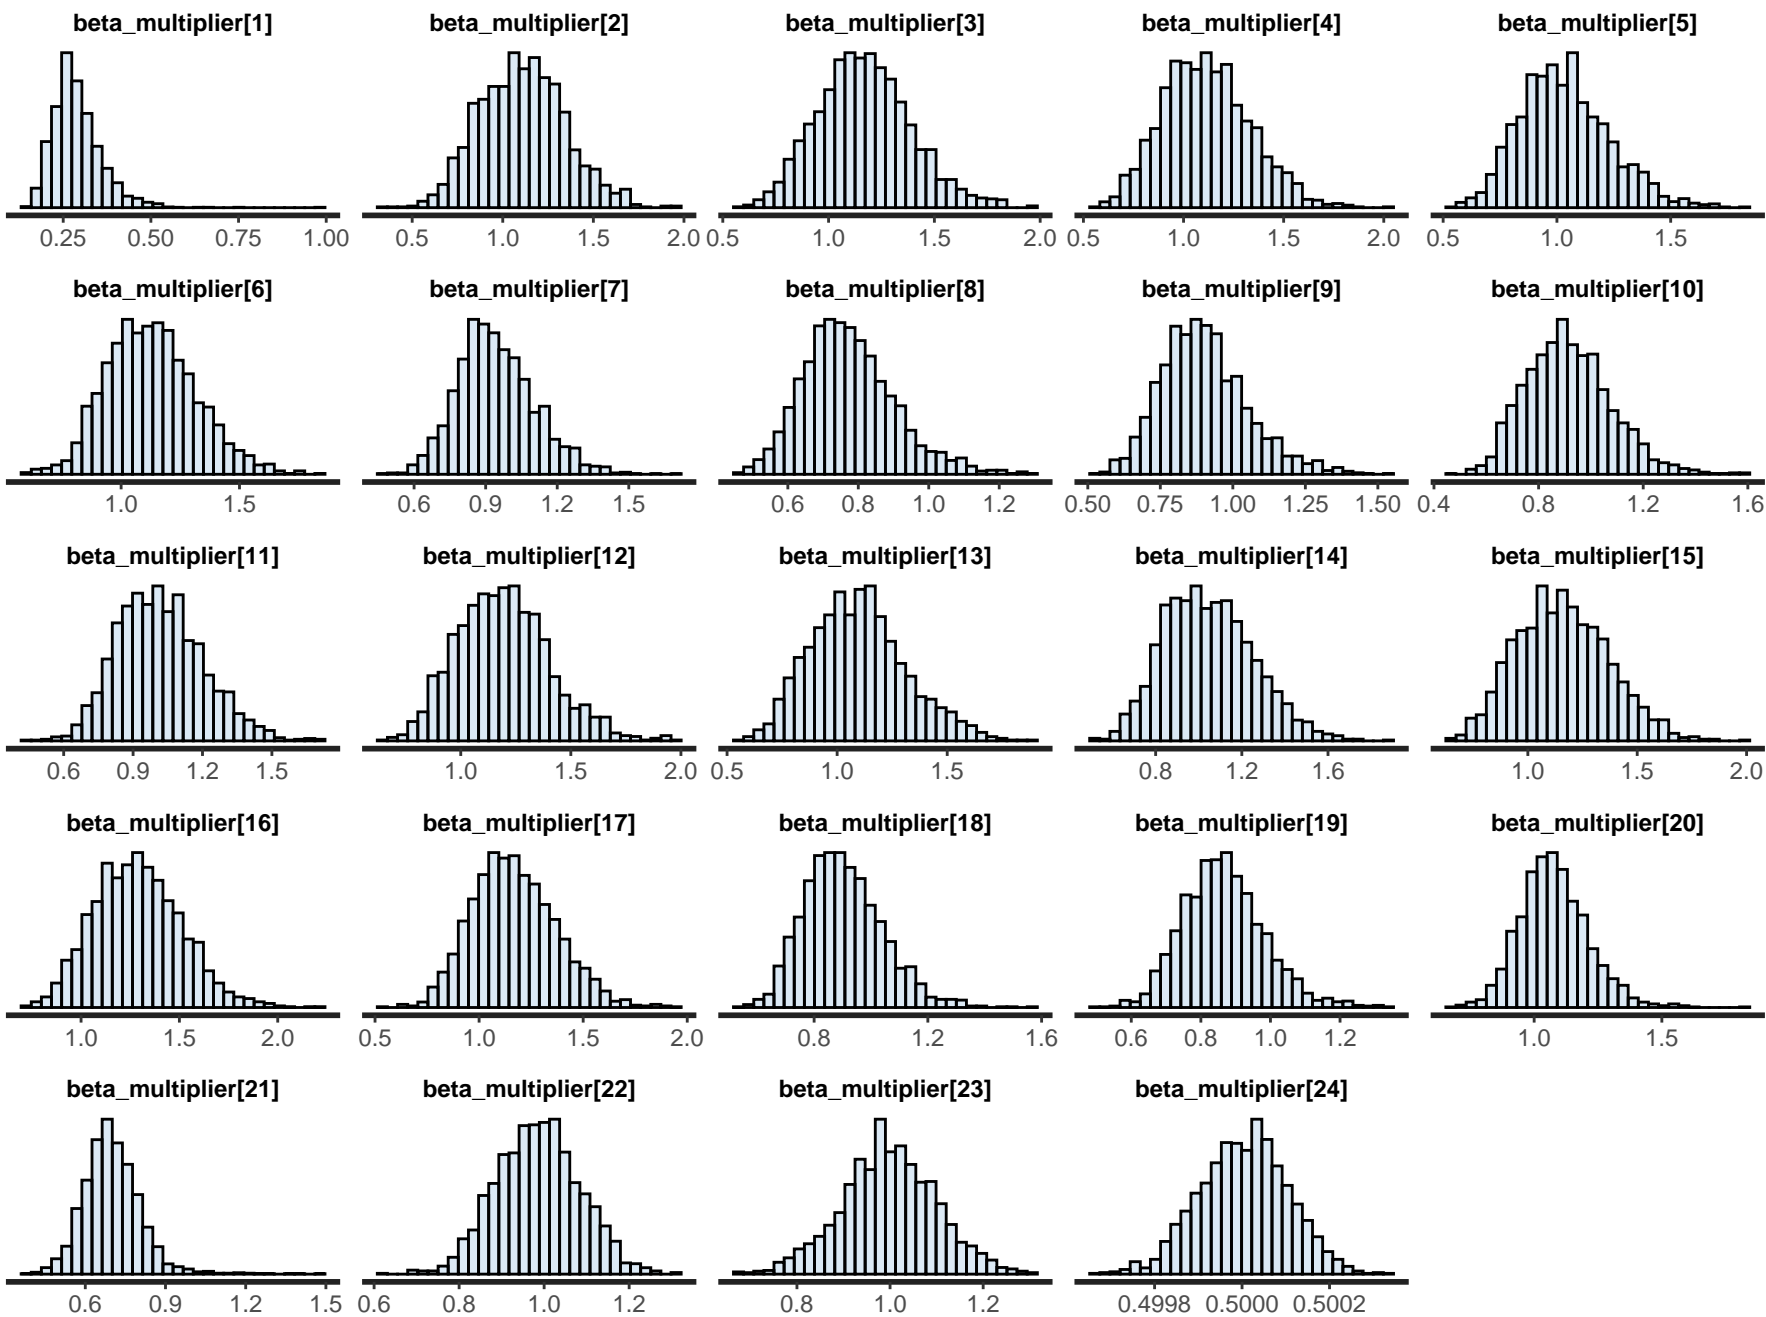 beta_multiplier[1] beta_multiplier[2] beta_multiplier[3] beta_multiplier[4] beta_multiplier[5]
0.25 0.50 0.75 1.00 0.5 1.0 1.5 2.0 0.5 1.0 1.5 2.0 0.5 1.0 1.5 2.0 0.5 1.0 1.5
beta_multiplier[6] beta_multiplier[7] beta_multiplier[8] beta_multiplier[9] beta_multiplier[10]
1.0 1.5 0.6 0.9 1.2 1.5 0.6 0.8 1.0 1.2 0.50 0.75 1.00 1.25 1.50 0.4 0.8 1.2 1.6
beta_multiplier[11] beta_multiplier[12] beta_multiplier[13] beta_multiplier[14] beta_multiplier[15]
0.6 0.9 1.2 1.5 1.0 1.5 2.0 0.5 1.0 1.5 0.8 1.2 1.6 1.0 1.5 2.0
beta_multiplier[16] beta_multiplier[17] beta_multiplier[18] beta_multiplier[19] beta_multiplier[20]
1.0 1.5 2.0 0.5 1.0 1.5 2.0 0.8 1.2 1.6 0.6 0.8 1.0 1.2 1.0 1.5
beta_multiplier[21] beta_multiplier[22] beta_multiplier[23] beta_multiplier[24]
0.6 0.9 1.2 1.5 0.6 0.8 1.0 1.2 0.8 1.0 1.2 0.4998 0.5000 0.5002